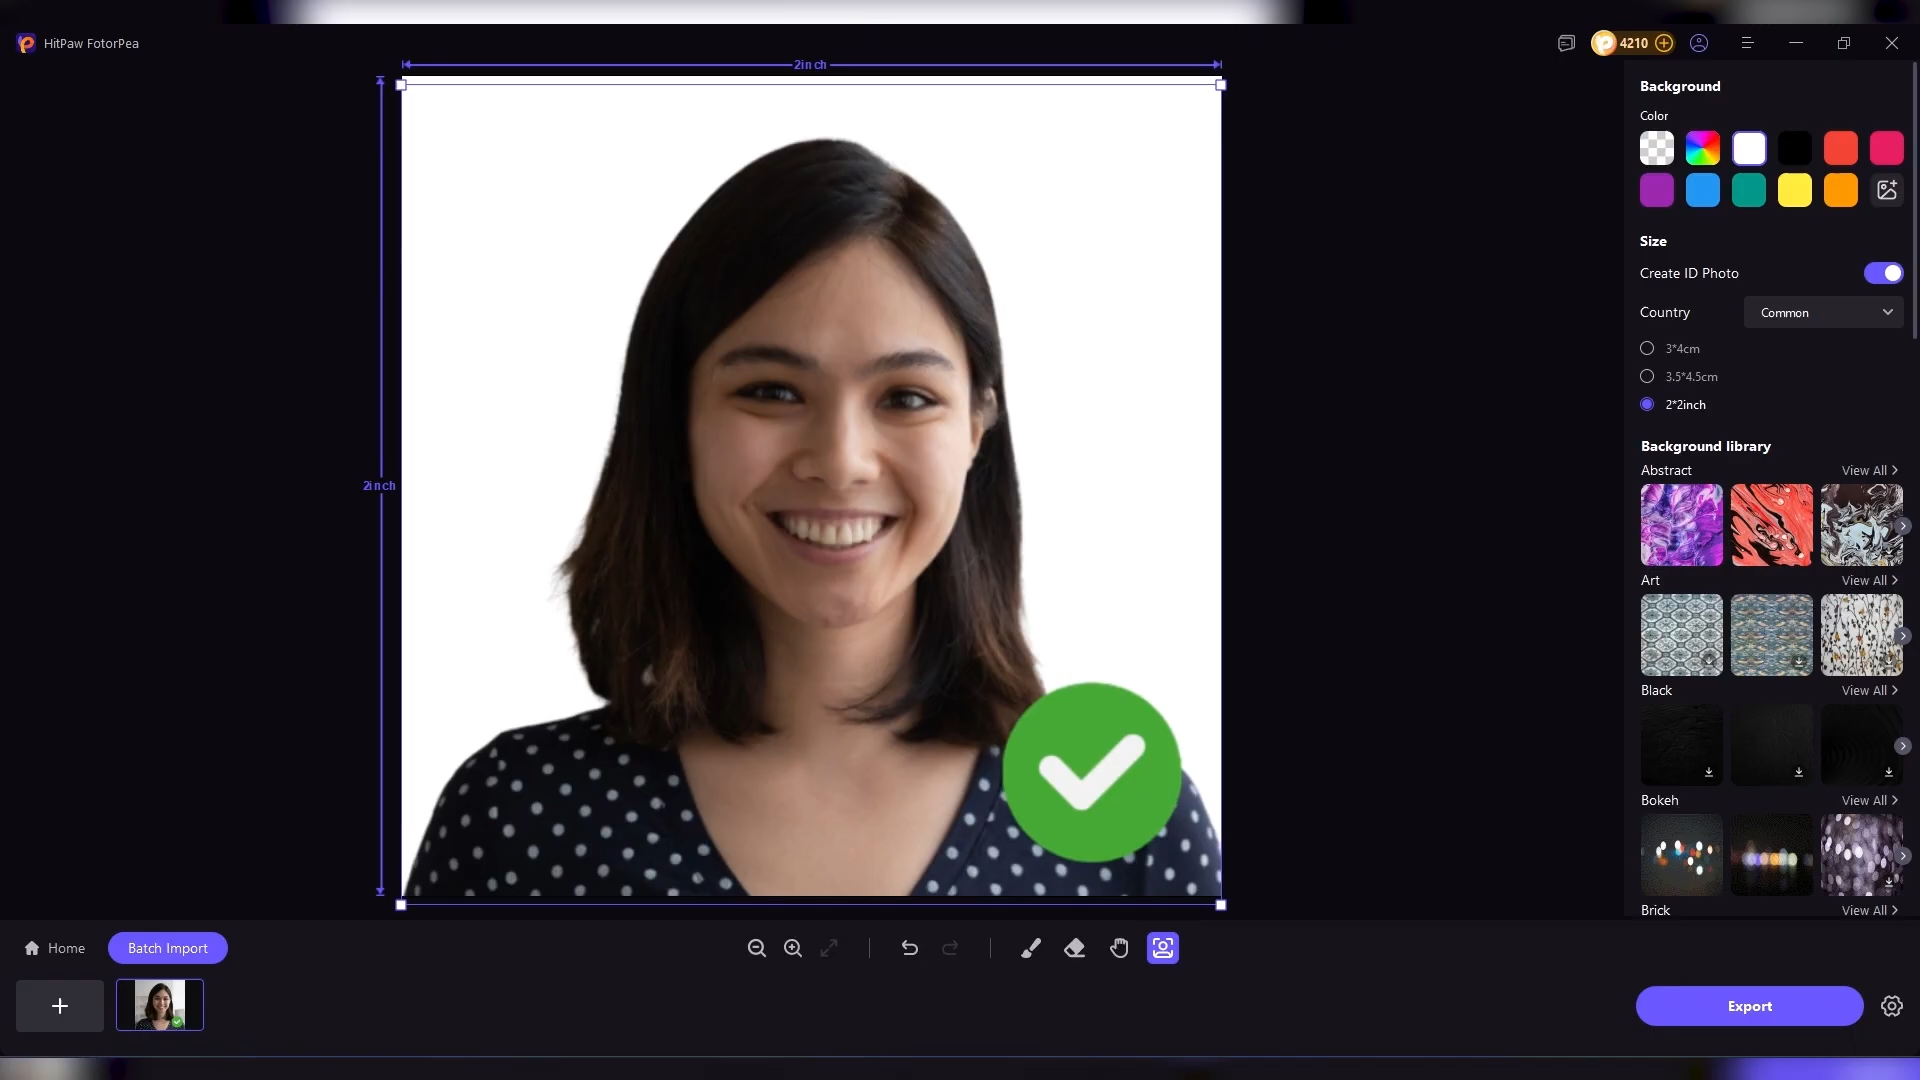 HitPaw FotorPea
4210
2inch
2inch
Background
Color
Size
Create ID Photo
Country
Common
3*4cm
3.5*4.5cm
2*2inch
Background library
Abstract
View All
Art
View All
Black
View All
Bokeh
View All
Brick
View All
Home
Batch Import
Export